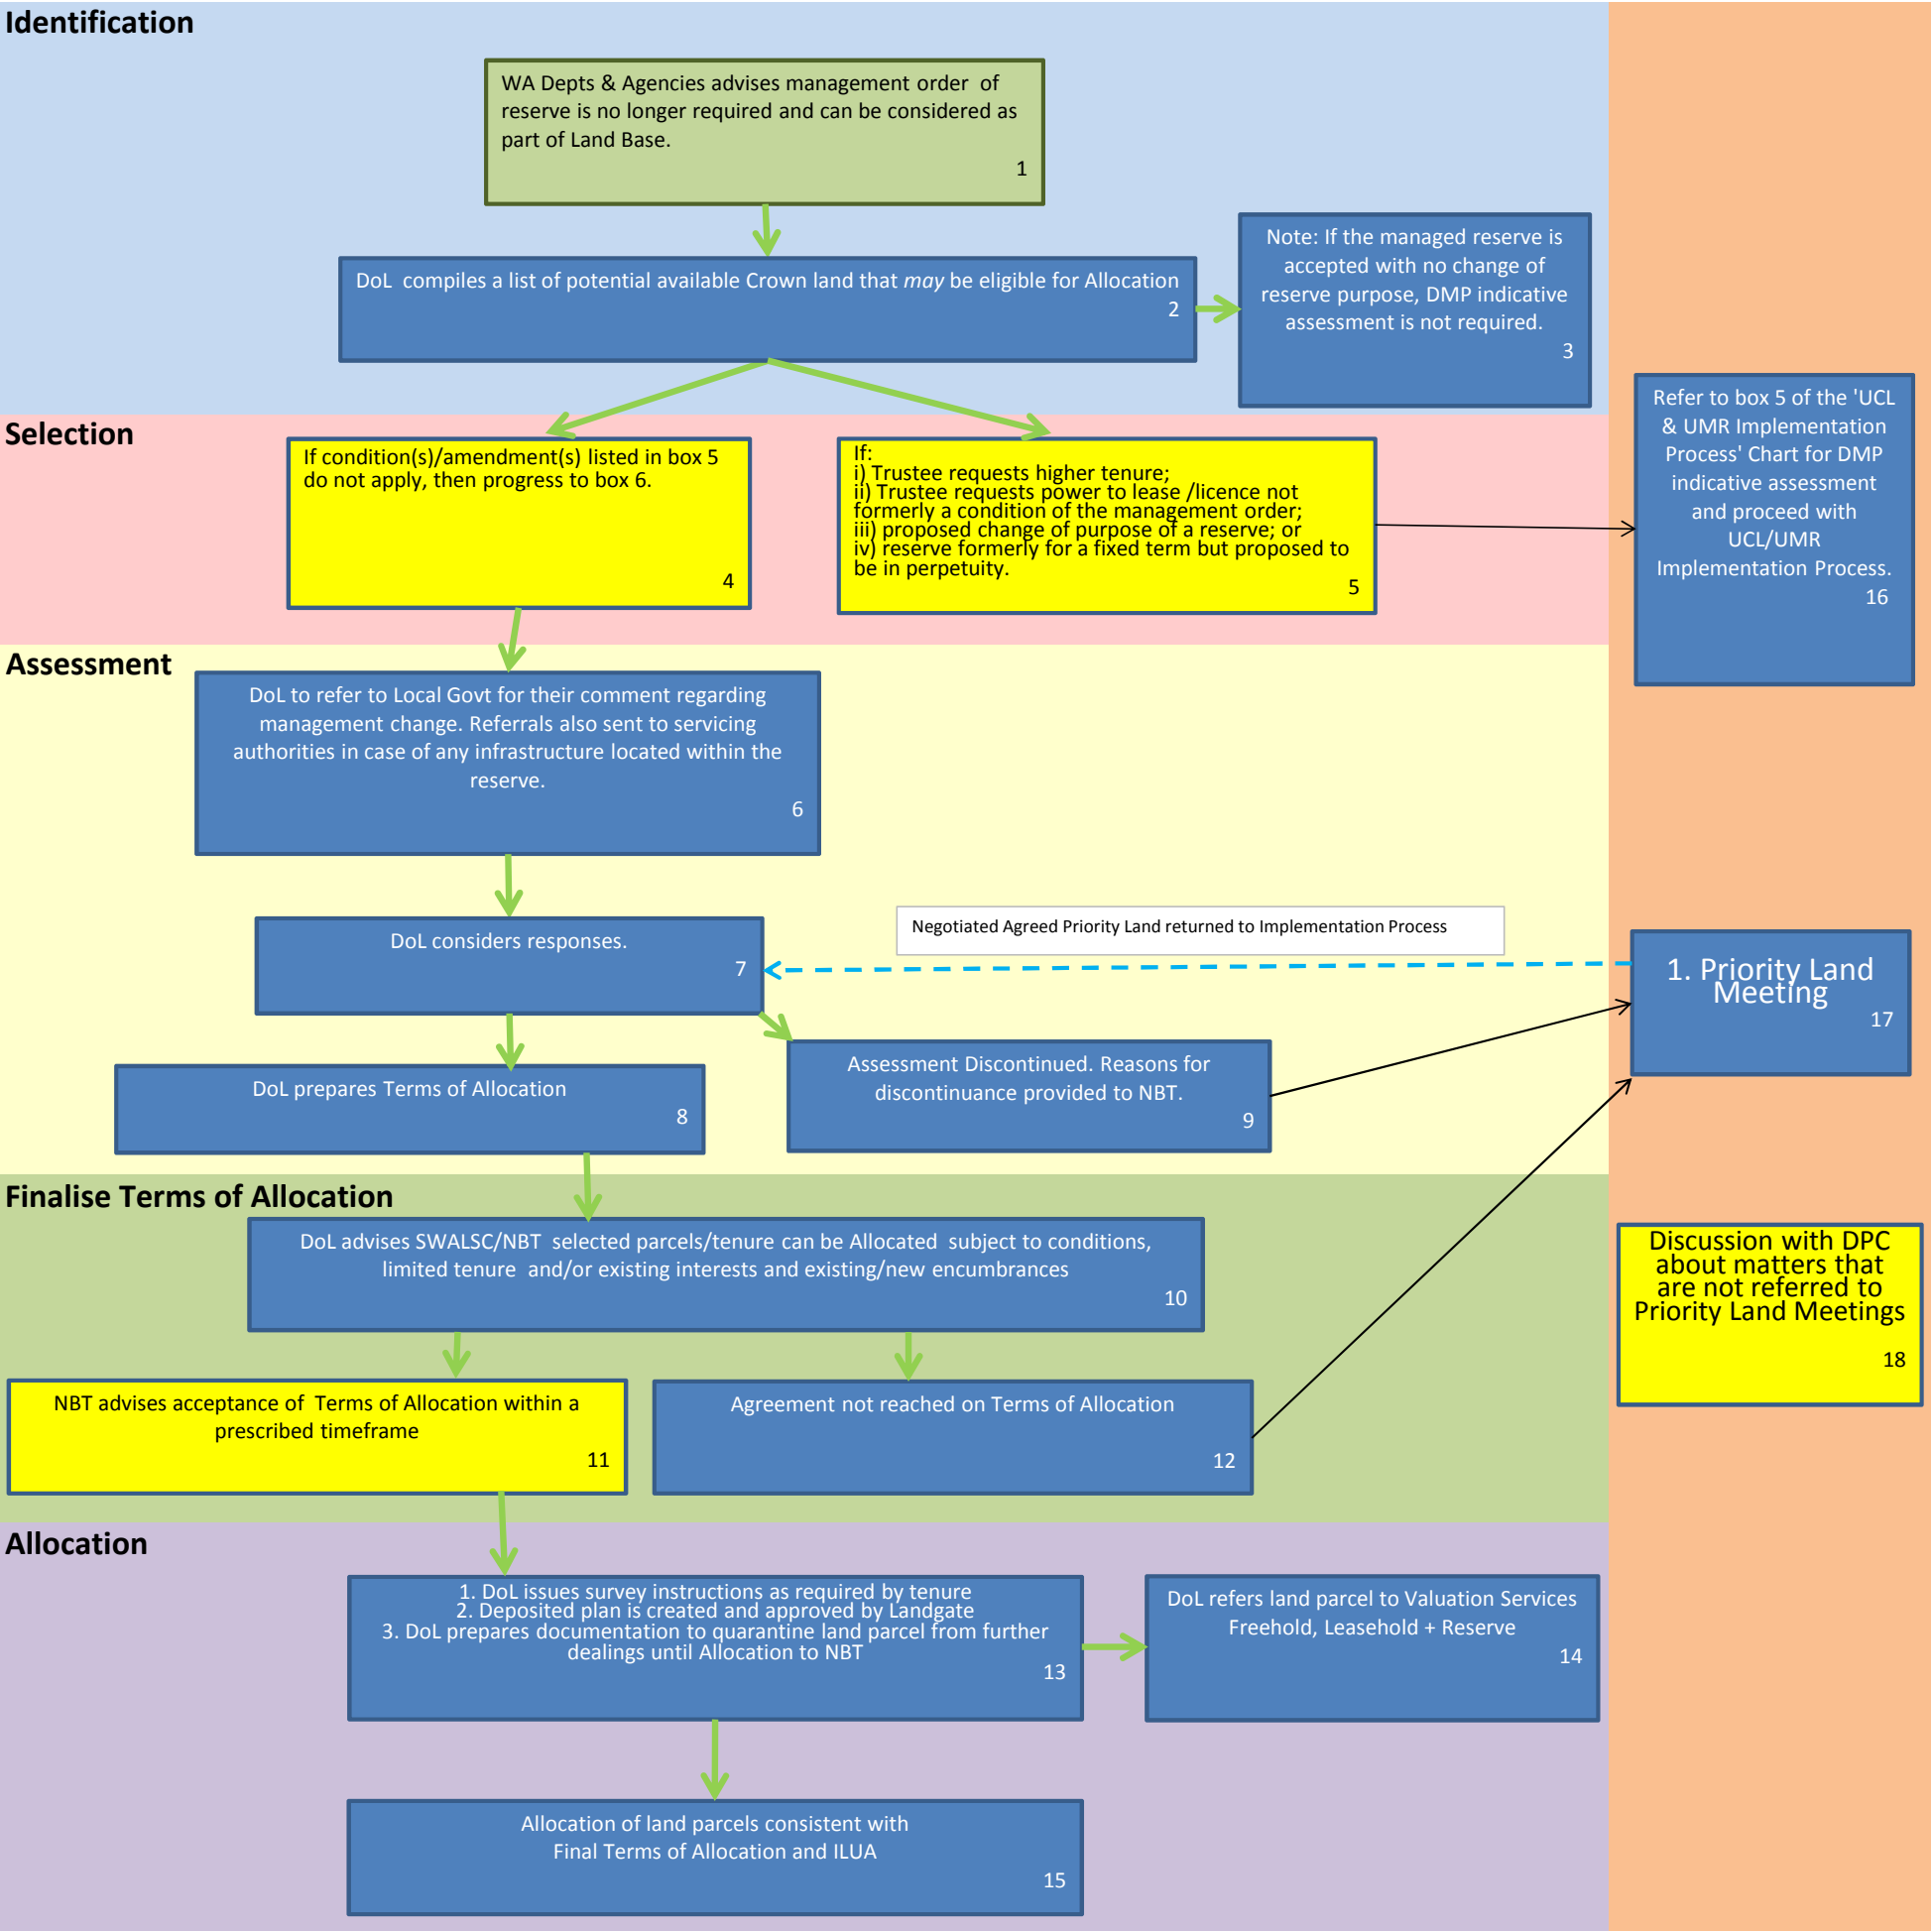 Identification
WA Depts & Agencies advises management order of
reserve is no longer required and can be considered as
part of Land Base.
1
DoL compiles a list of potential available Crown land that may be eligible for Allocation
2
Note: If the managed reserve is
accepted with no change of
reserve purpose, DMP indicative
assessment is not required.
3
Selection
If condition(s)/amendment(s) listed in box 5
do not apply, then progress to box 6.
4
If:
i) Trustee requests higher tenure;
ii) Trustee requests power to lease /licence not
formerly a condition of the management order;
iii) proposed change of purpose of a reserve; or
iv) reserve formerly for a fixed term but proposed to
be in perpetuity.
5
Refer to box 5 of the 'UCL
& UMR Implementation
Process' Chart for DMP
indicative assessment
and proceed with
UCL/UMR
Implementation Process.
16
Assessment
DoL to refer to Local Govt for their comment regarding
management change. Referrals also sent to servicing
authorities in case of any infrastructure located within the
reserve.
6
DoL considers responses.
7
Negotiated Agreed Priority Land returned to Implementation Process
1. Priority Land
Meeting
17
DoL prepares Terms of Allocation
8
Assessment Discontinued. Reasons for
discontinuance provided to NBT.
9
Finalise Terms of Allocation
DoL advises SWALSC/NBT selected parcels/tenure can be Allocated subject to conditions,
limited tenure and/or existing interests and existing/new encumbrances
10
Discussion with DPC
about matters that
are not referred to
Priority Land Meetings
18
NBT advises acceptance of Terms of Allocation within a
prescribed timeframe
11
Agreement not reached on Terms of Allocation
12
Allocation
1. DoL issues survey instructions as required by tenure
2. Deposited plan is created and approved by Landgate
3. DoL prepares documentation to quarantine land parcel from further
dealings until Allocation to NBT
13
DoL refers land parcel to Valuation Services
Freehold, Leasehold + Reserve
14
Allocation of land parcels consistent with
Final Terms of Allocation and ILUA
15